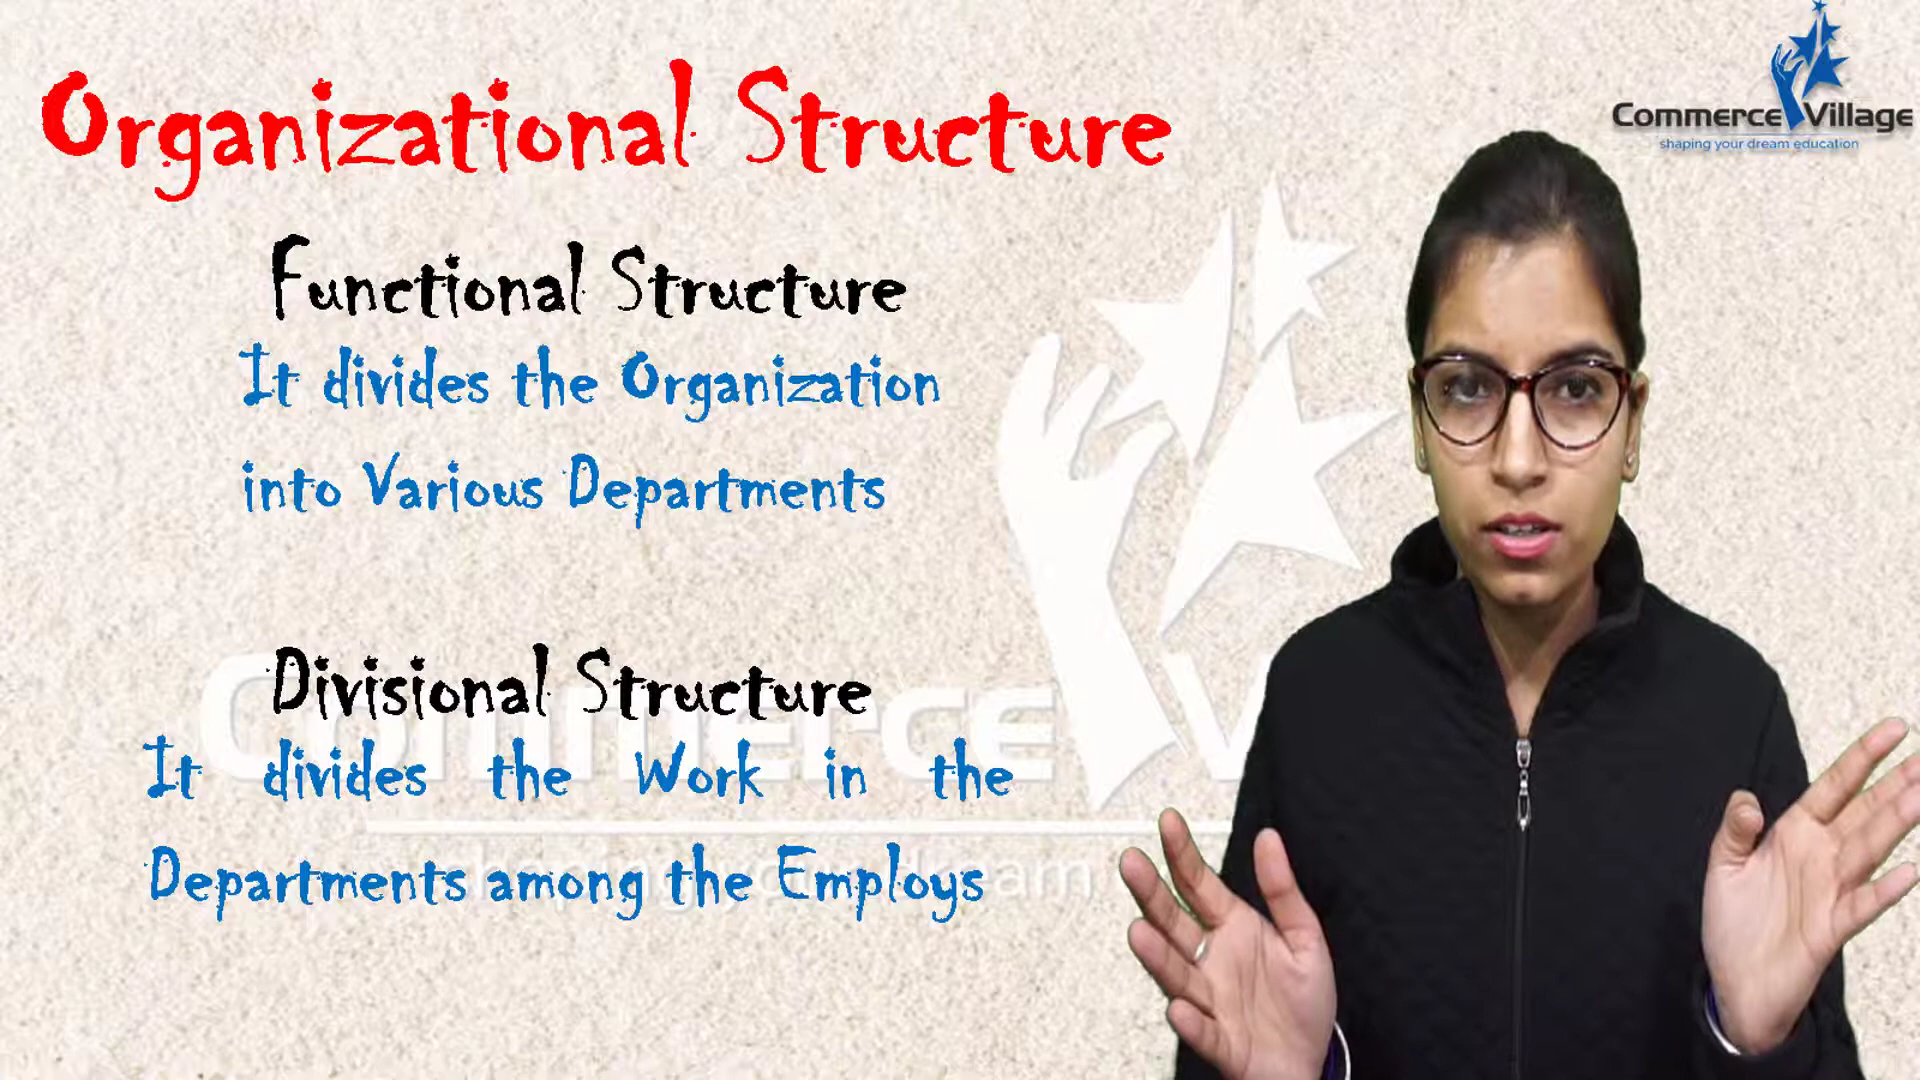 Organizational Structure
Commerce Village
shaping your dream education
Functional Structure
It divides the Organization
into Various Departments
Divisional Structure
It divides the Work in the
Departments among the Employs